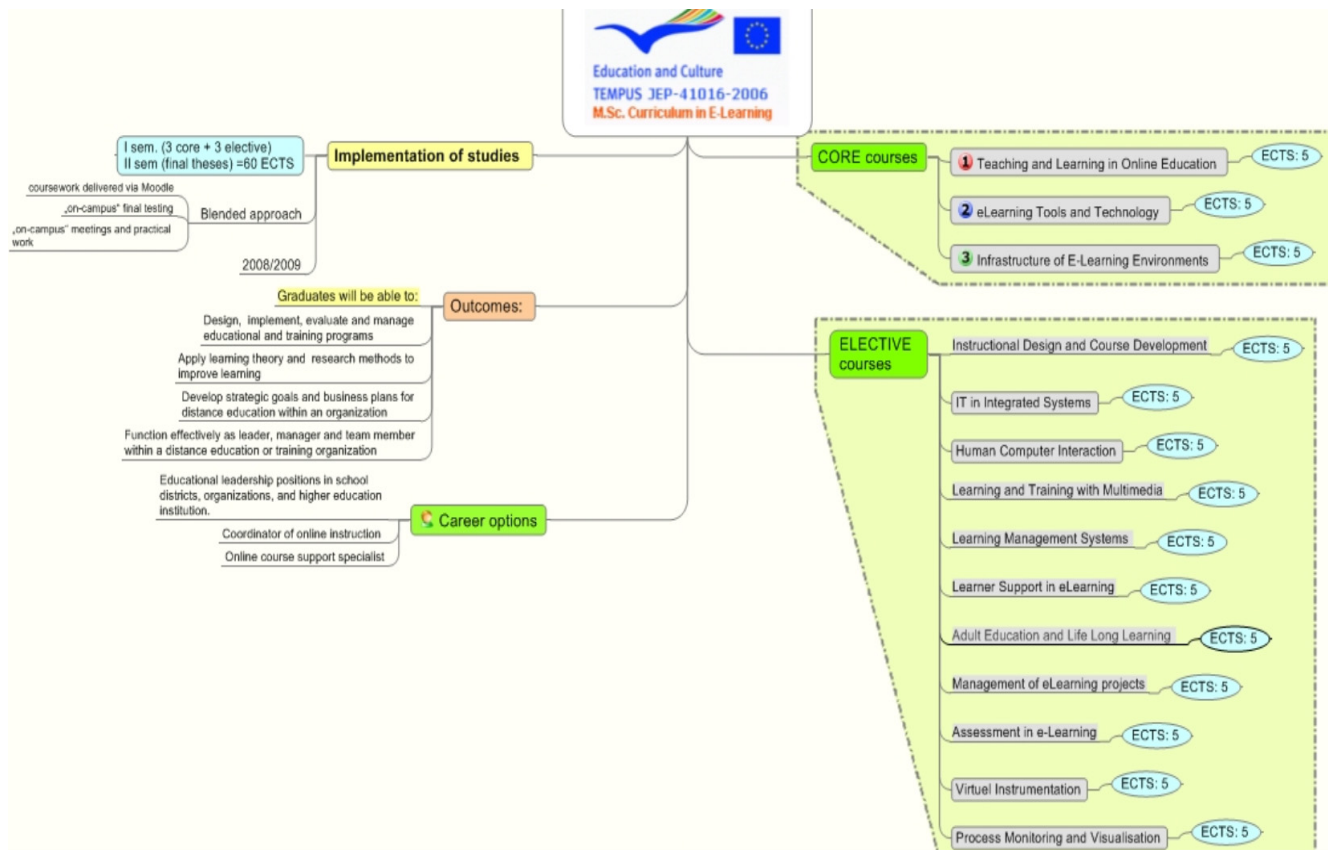 Education and Culture
TEMPUS JEP-41016-2006
M.Sc. Curriculum in E-Learning
I sem. (3 core + 3 elective)
II sem (final theses) =60 ECTS
Implementation of studies
coursework delivered via Moodle
„on-campus“ final testing
„on-campus“ meetings and practical
work
Blended approach
2008/2009
Graduates will be able to:
Outcomes:
Design, implement, evaluate and manage
educational and training programs
Apply learning theory and research methods to
improve learning
Develop strategic goals and business plans for
distance education within an organization
Function effectively as leader, manager and team member
within a distance education or training organization
Educational leadership positions in school
districts, organizations, and higher education
institution.
Career options
Coordinator of online instruction
Online course support specialist
CORE courses
1 Teaching and Learning in Online Education ECTS: 5
2 eLearning Tools and Technology ECTS: 5
3 Infrastructure of E-Learning Environments ECTS: 5
ELECTIVE
courses
Instructional Design and Course Development ECTS: 5
IT in Integrated Systems ECTS: 5
Human Computer Interaction ECTS: 5
Learning and Training with Multimedia ECTS: 5
Learning Management Systems ECTS: 5
Learner Support in eLearning ECTS: 5
Adult Education and Life Long Learning ECTS: 5
Management of eLearning projects ECTS: 5
Assessment in e-Learning ECTS: 5
Virtuel Instrumentation ECTS: 5
Process Monitoring and Visualisation ECTS: 5